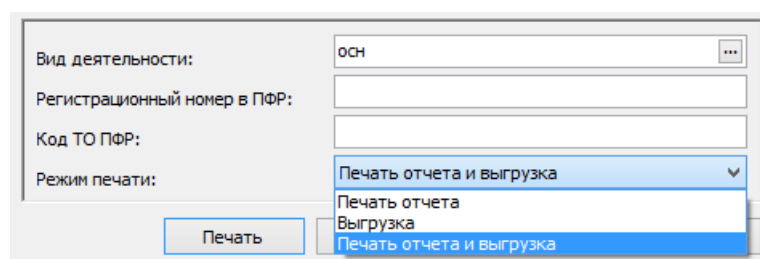 Вид деятельности: осн ...
Регистрационный номер в ПФР:
Код ТО ПФР:
Режим печати: Печать отчета и выгрузка
Печать отчета
Выгрузка
Печать Печать отчета и выгрузка